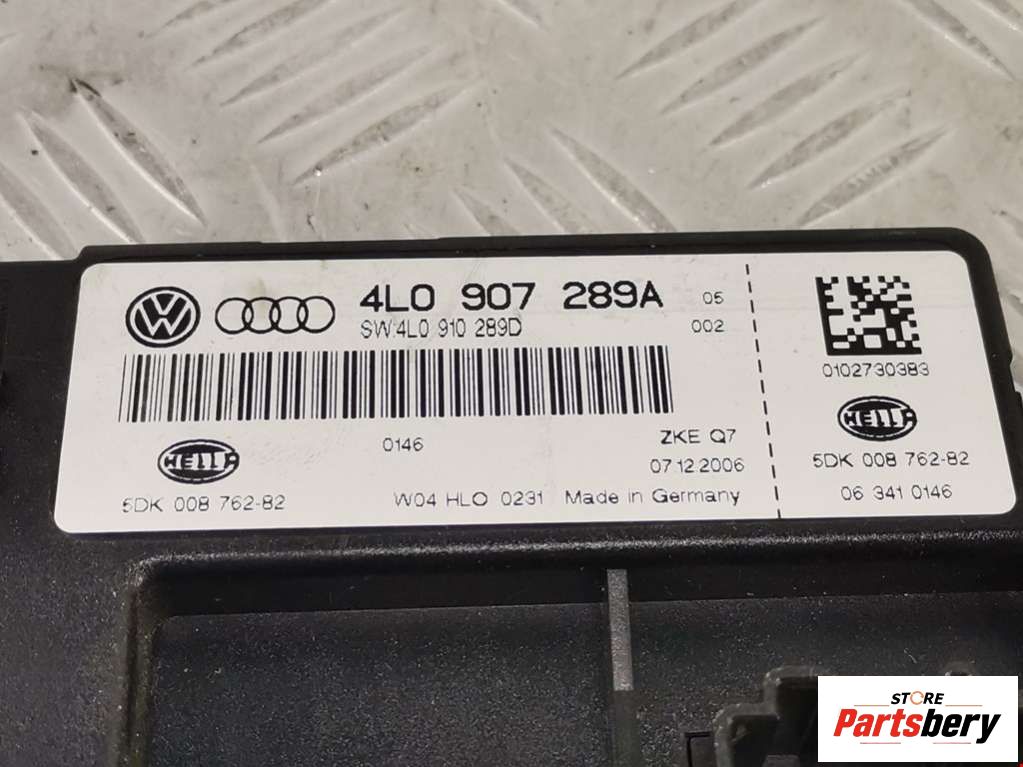 4L0 907 289A 05
SW:4L0 910 289D 002
0102730383
HELLA
HELLA
0146
ZKE Q7
07.12.2006
5DK 008 762-82
5DK 008 762-82
W04 HLO 0231 Made in Germany
06 341 0146
STORE
Partsbery